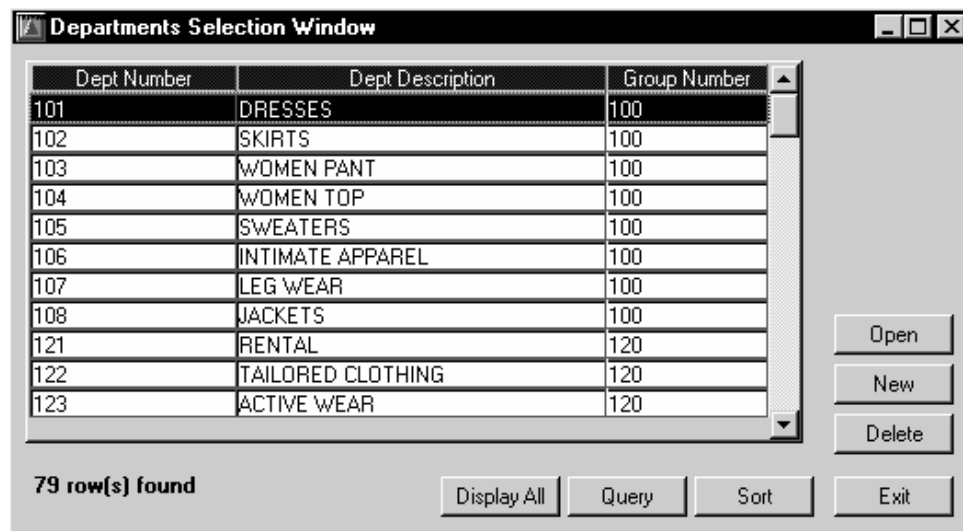 Departments Selection Window
Dept Number Dept Description Group Number
101 DRESSES 100
102 SKIRTS 100
103 WOMEN PANT 100
104 WOMEN TOP 100
105 SWEATERS 100
106 INTIMATE APPAREL 100
107 LEG WEAR 100
108 JACKETS 100
121 RENTAL 120
122 TAILORED CLOTHING 120
123 ACTIVE WEAR 120
Open
New
Delete
79 row(s) found
Display All Query Sort Exit